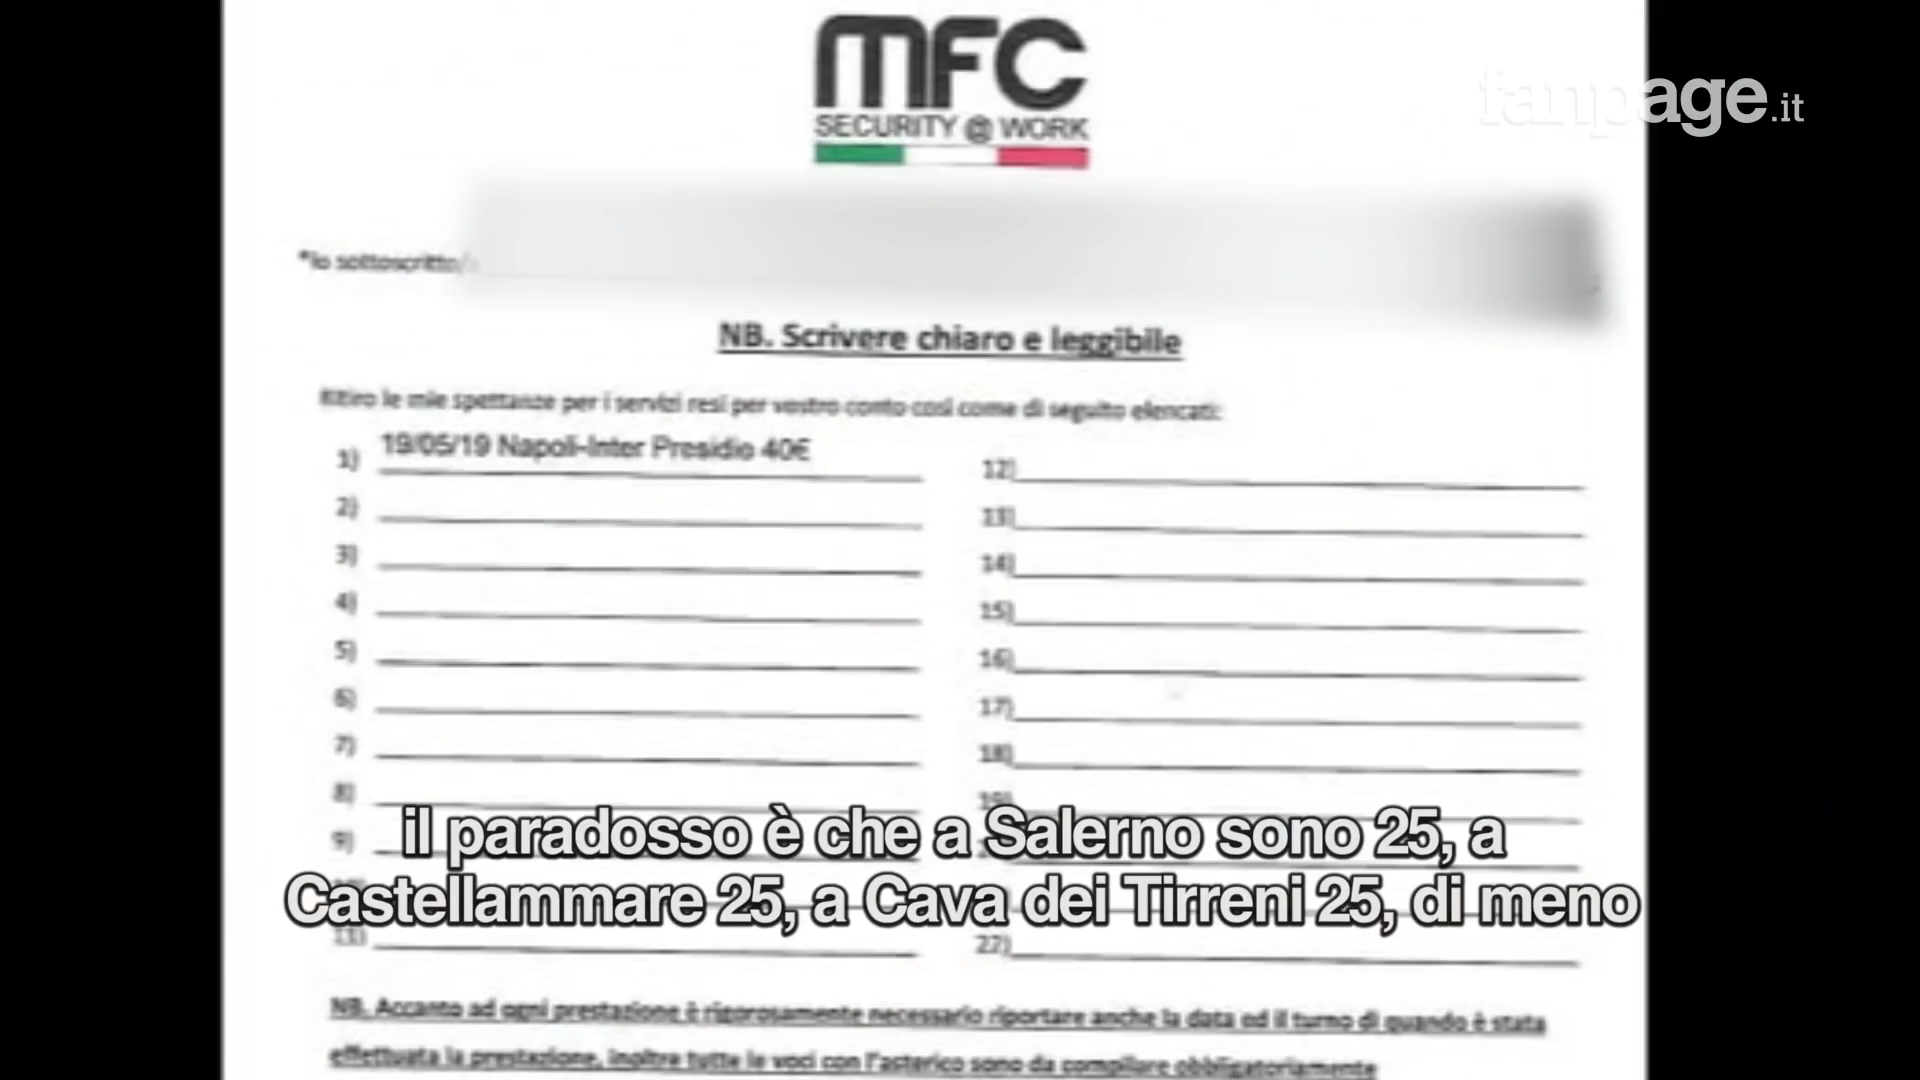 MFC
SECURITY @ WORK
fanpage.it
*Io sottoscritto/
NB. Scrivere chiaro e leggibile
Ritiro le mie spettanze per i servizi resi per vostro conto così come di seguito elencati:
1) 19/05/19 Napoli-Inter Presidio 40€
2)
3)
4)
5)
6)
7)
8)
9)
11)
12)
13)
14)
15)
16)
17)
18)
19)
22)
il paradosso è che a Salerno sono 25, a
Castellammare 25, a Cava dei Tirreni 25, di meno
NB. Accanto ad ogni prestazione è rigorosamente necessario riportare anche la data ed il turno di quando è stata
effettuata la prestazione, inoltre tutte le voci con l'asterico sono da compilare obbligatoriamente